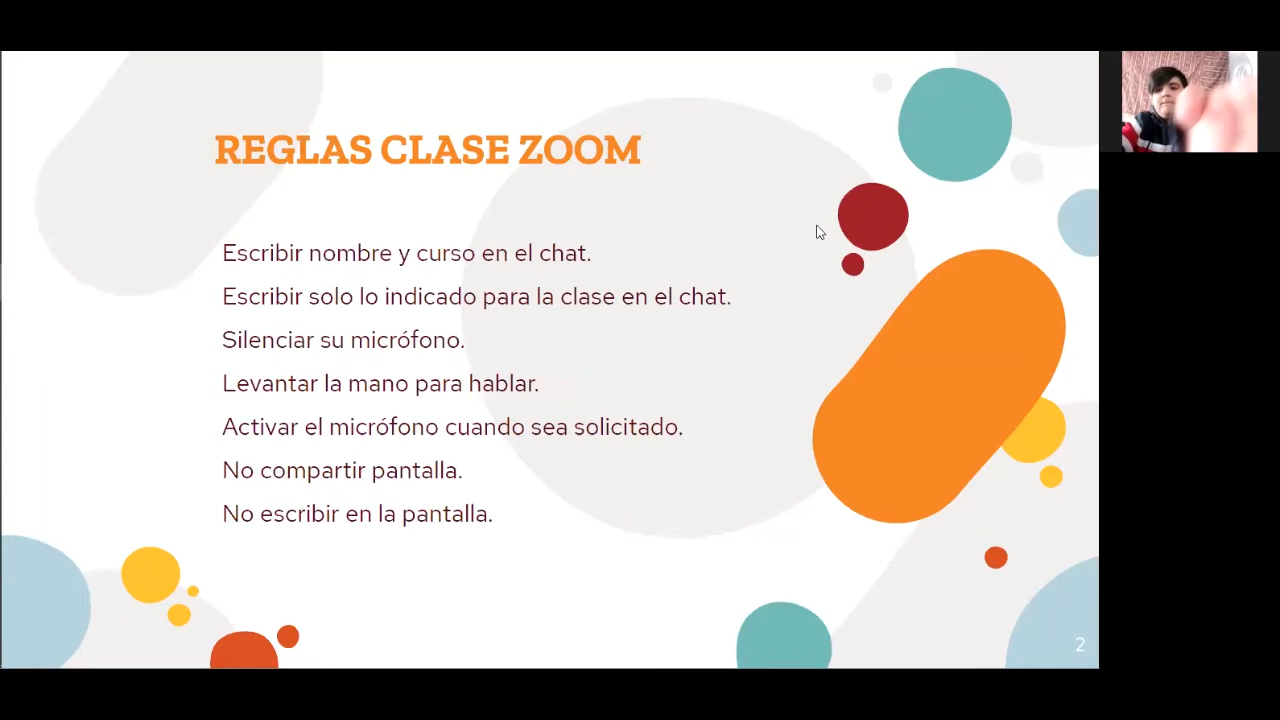 REGLAS CLASE ZOOM
Escribir nombre y curso en el chat.
Escribir solo lo indicado para la clase en el chat.
Silenciar su micrófono.
Levantar la mano para hablar.
Activar el micrófono cuando sea solicitado.
No compartir pantalla.
No escribir en la pantalla.
2